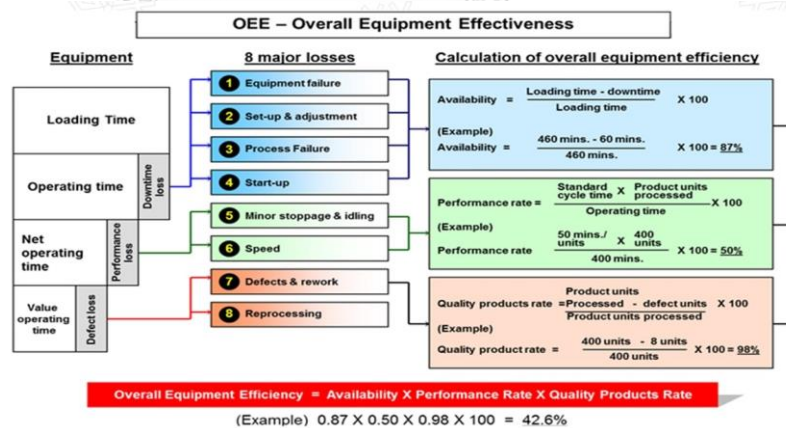 OEE – Overall Equipment Effectiveness
Equipment
8 major losses
Calculation of overall equipment efficiency
Loading Time
Operating time
Downtime loss
Net operating time
Performance loss
Value operating time
Defect loss
1 Equipment failure
2 Set-up & adjustment
3 Process Failure
4 Start-up
5 Minor stoppage & idling
6 Speed
7 Defects & rework
8 Reprocessing
Availability = Loading time - downtime
Loading time
X 100
(Example)
Availability = 460 mins. - 60 mins.
460 mins.
X 100 = 87%
Performance rate = Standard cycle time X Product units processed
Operating time
X 100
(Example)
Performance rate 50 mins./ units X 400 units
400 mins.
X 100 = 50%
Product units
Quality products rate = Processed - defect units X 100
Product units processed
(Example)
Quality product rate = 400 units - 8 units
400 units
X 100 = 98%
Overall Equipment Efficiency = Availability X Performance Rate X Quality Products Rate
(Example) 0.87 X 0.50 X 0.98 X 100 = 42.6%